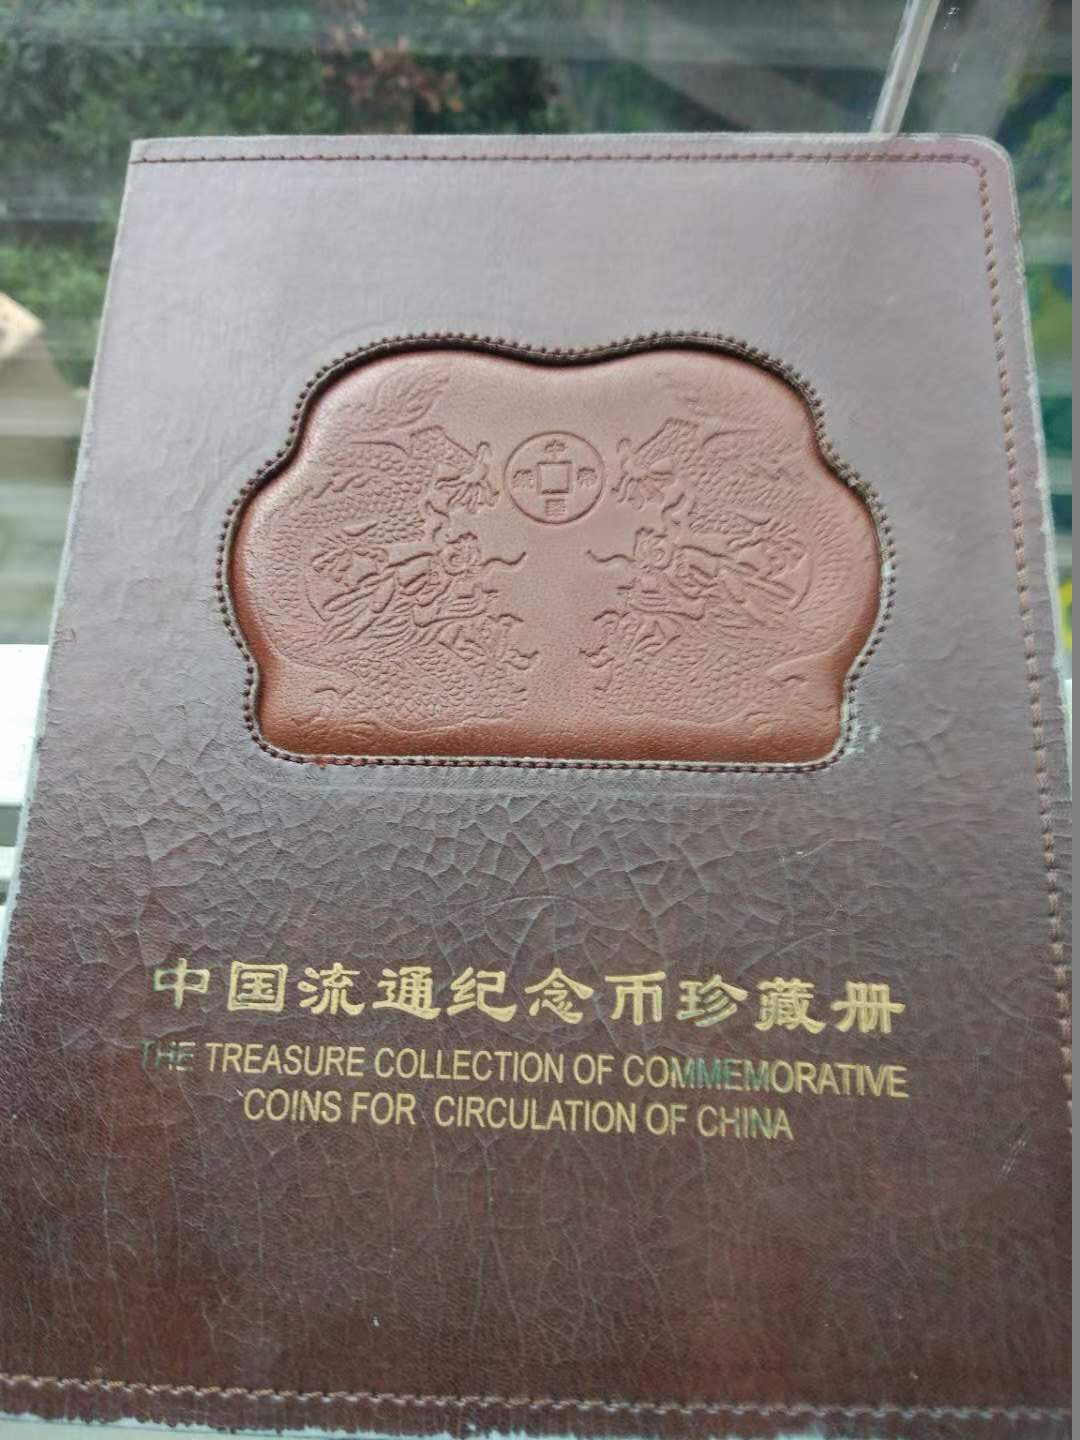 中国流通纪念币珍藏册
THE TREASURE COLLECTION OF COMMEMORATIVE
COINS FOR CIRCULATION OF CHINA